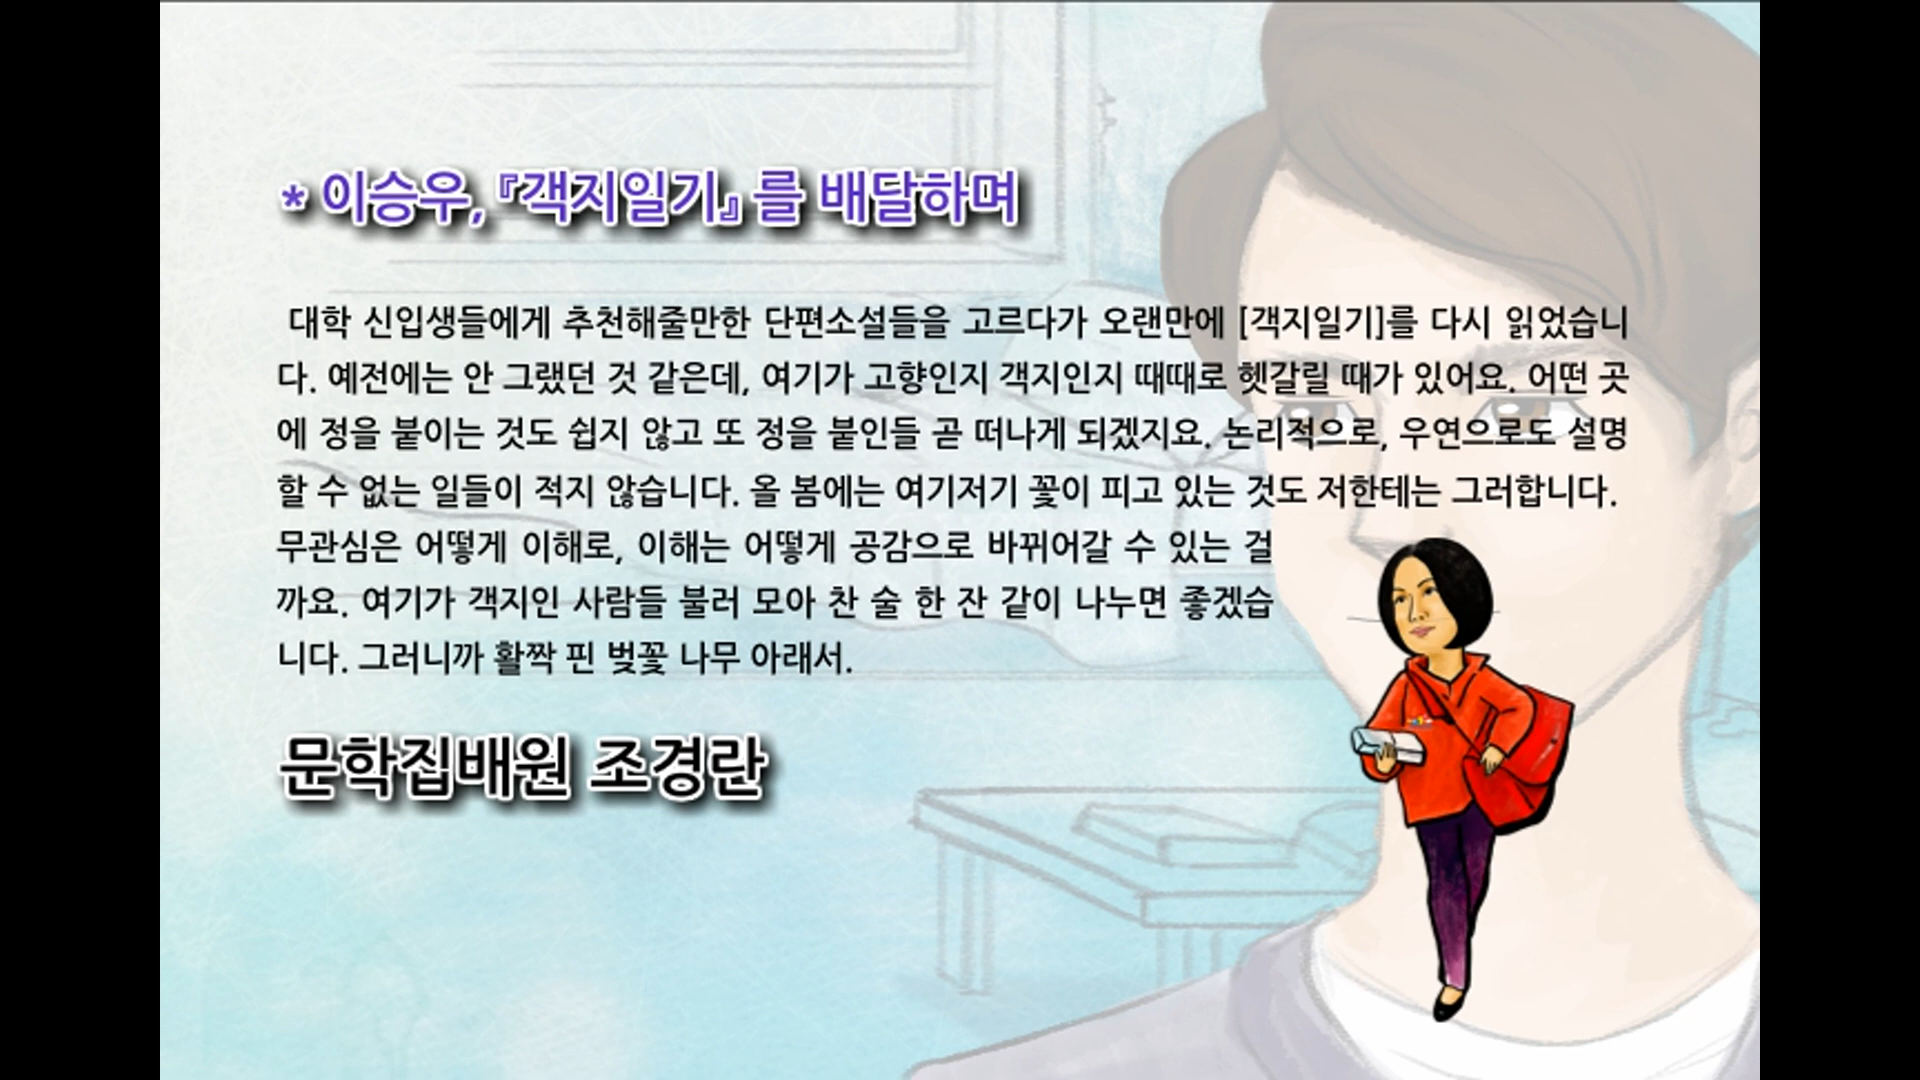 * 이승우, 『객지일기』를 배달하며
대학 신입생들에게 추천해줄만한 단편소설들을 고르다가 오랜만에 [객지일기]를 다시 읽었습니
다. 예전에는 안 그랬던 것 같은데, 여기가 고향인지 객지인지 때때로 헷갈릴 때가 있어요. 어떤 곳
에 정을 붙이는 것도 쉽지 않고 또 정을 붙인들 곧 떠나게 되겠지요. 논리적으로, 우연으로도 설명
할 수 없는 일들이 적지 않습니다. 올 봄에는 여기저기 꽃이 피고 있는 것도 저한테는 그러합니다.
무관심은 어떻게 이해로, 이해는 어떻게 공감으로 바뀌어갈 수 있는 걸
까요. 여기가 객지인 사람들 불러 모아 찬 술 한 잔 같이 나누면 좋겠습
니다. 그러니까 활짝 핀 벚꽃 나무 아래서.
문학집배원 조경란